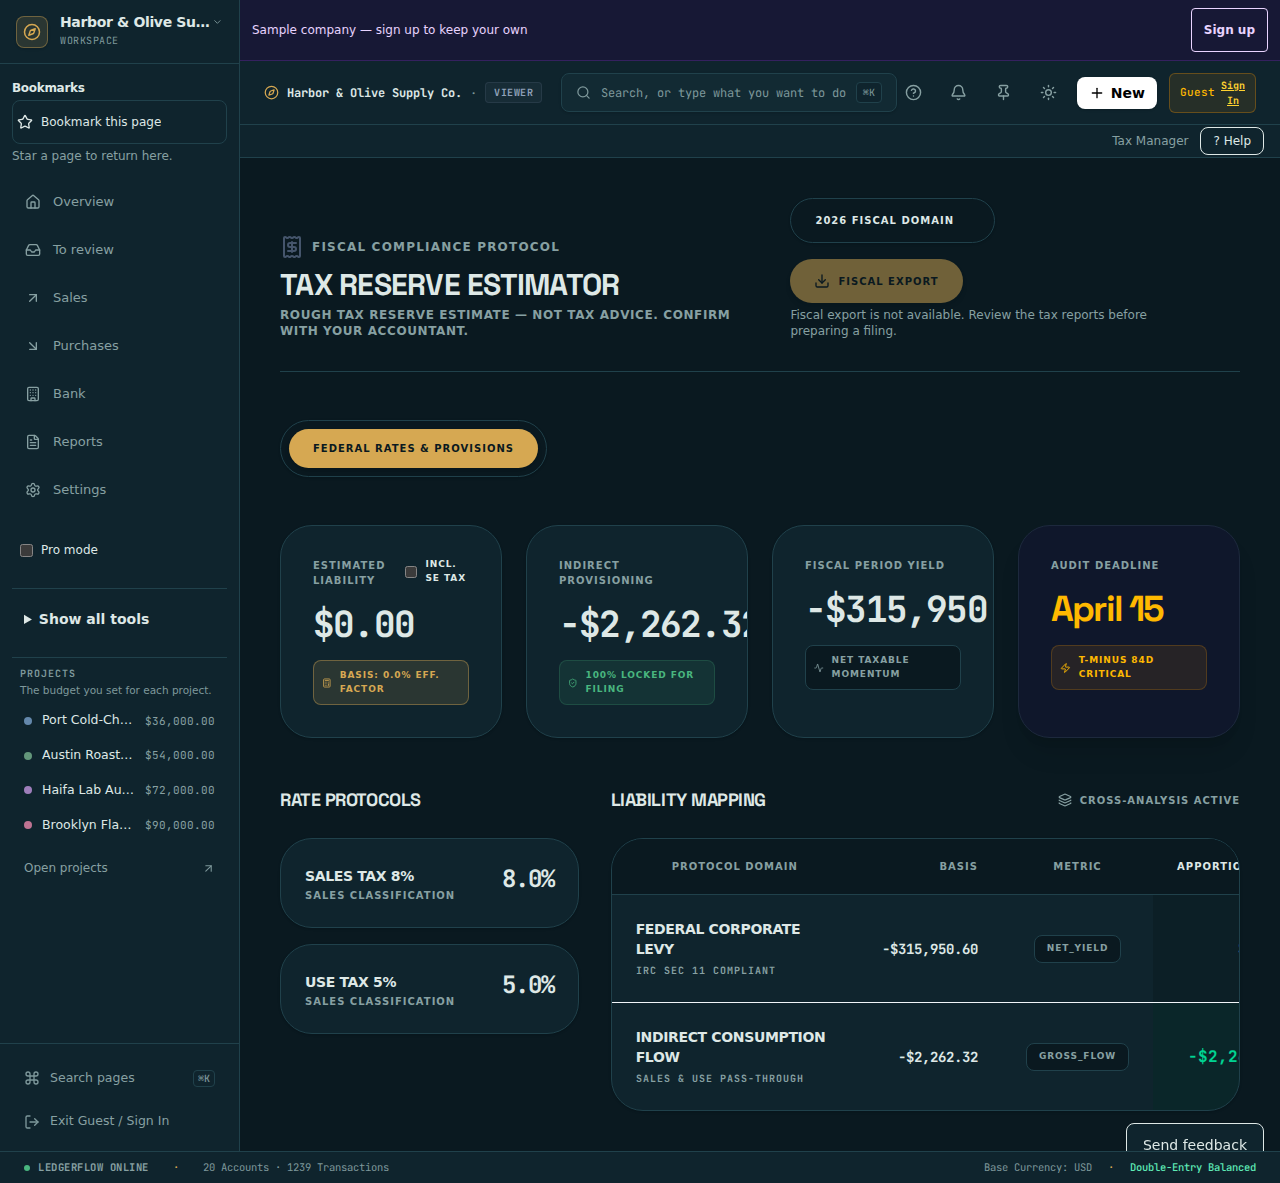 Harbor & Olive Su...
WORKSPACE
Bookmarks
Bookmark this page
Star a page to return here.
Overview
To review
Sales
Purchases
Bank
Reports
Settings
Pro mode
Show all tools
PROJECTS
The budget you set for each project.
Port Cold-Ch... $36,000.00
Austin Roast... $54,000.00
Haifa Lab Au... $72,000.00
Brooklyn Fla... $90,000.00
Open projects
Search pages ⌘K
Exit Guest / Sign In
Sample company — sign up to keep your own
Sign up
Harbor & Olive Supply Co. · VIEWER
Search, or type what you want to do ⌘K
New
Guest Sign In
Tax Manager
? Help
FISCAL COMPLIANCE PROTOCOL
TAX RESERVE ESTIMATOR
ROUGH TAX RESERVE ESTIMATE — NOT TAX ADVICE. CONFIRM
WITH YOUR ACCOUNTANT.
2026 FISCAL DOMAIN
FISCAL EXPORT
Fiscal export is not available. Review the tax reports before
preparing a filing.
FEDERAL RATES & PROVISIONS
ESTIMATED
LIABILITY
INCL.
SE TAX
$0.00
BASIS: 0.0% EFF.
FACTOR
INDIRECT
PROVISIONING
-$2,262.32
100% LOCKED FOR
FILING
FISCAL PERIOD YIELD
-$315,950
NET TAXABLE
MOMENTUM
AUDIT DEADLINE
April 15
T-MINUS 84D
CRITICAL
RATE PROTOCOLS
SALES TAX 8%
SALES CLASSIFICATION
8.0%
USE TAX 5%
SALES CLASSIFICATION
5.0%
LIABILITY MAPPING
CROSS-ANALYSIS ACTIVE
PROTOCOL DOMAIN BASIS METRIC APPORTIO
FEDERAL CORPORATE
LEVY
IRC SEC 11 COMPLIANT
-$315,950.60
NET_YIELD
INDIRECT CONSUMPTION
FLOW
SALES & USE PASS-THROUGH
-$2,262.32
GROSS_FLOW
-$2,2
Send feedback
LEDGERFLOW ONLINE · 20 Accounts · 1239 Transactions
Base Currency: USD · Double-Entry Balanced